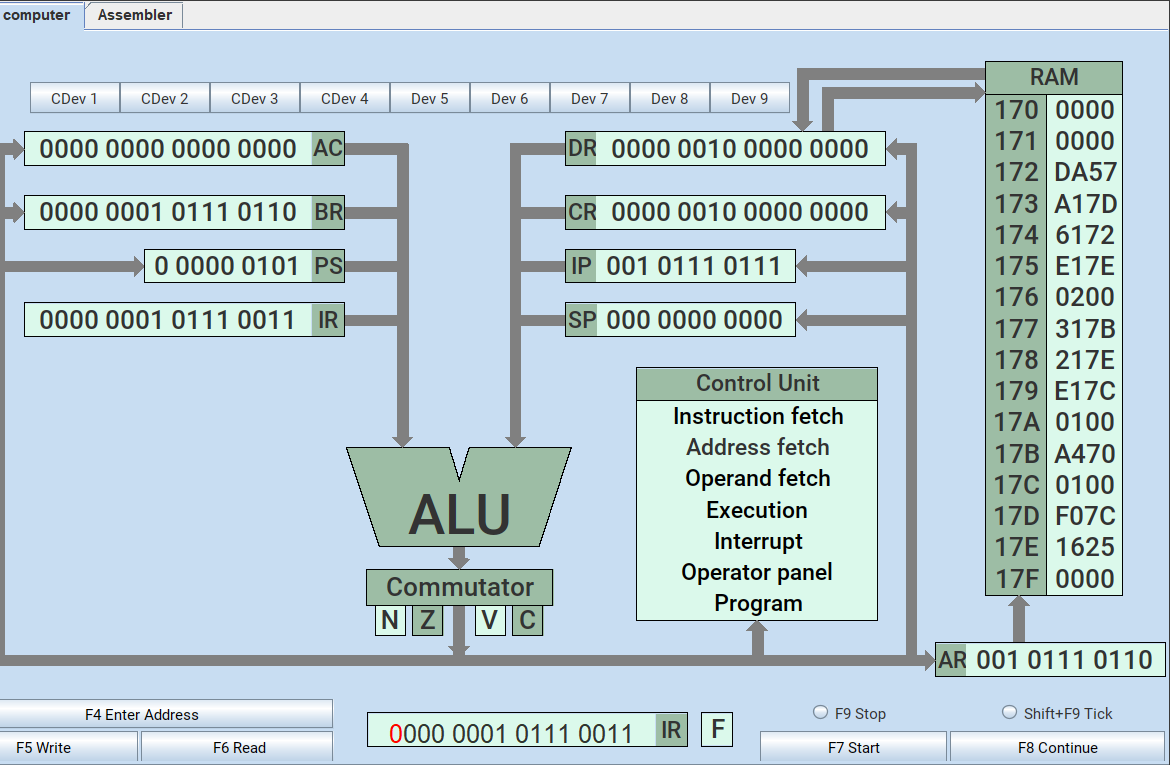 computer Assembler
CDev 1 CDev 2 CDev 3 CDev 4 Dev 5 Dev 6 Dev 7 Dev 8 Dev 9
0000 0000 0000 0000 AC
0000 0001 0111 0110 BR
0 0000 0101 PS
0000 0001 0111 0011 IR
DR 0000 0010 0000 0000
CR 0000 0010 0000 0000
IP 001 0111 0111
SP 000 0000 0000
RAM
170 0000
171 0000
172 DA57
173 A17D
174 6172
175 E17E
176 0200
177 317B
178 217E
179 E17C
17A 0100
17B A470
17C 0100
17D F07C
17E 1625
17F 0000
Control Unit
Instruction fetch
Address fetch
Operand fetch
Execution
Interrupt
Operator panel
Program
ALU
Commutator
N Z V C
AR 001 0111 0110
F4 Enter Address
F5 Write F6 Read
0000 0001 0111 0011 IR F
F9 Stop Shift+F9 Tick
F7 Start F8 Continue